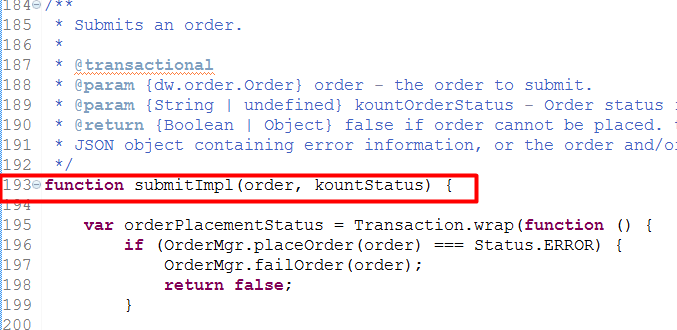 184 /**
185 * Submits an order.
186 *
187 * @transactional
188 * @param {dw.order.Order} order - the order to submit.
189 * @param {String | undefined} kountOrderStatus - Order status
190 * @return {Boolean | Object} false if order cannot be placed.
191 * JSON object containing error information, or the order and/o
192 */
193 function submitImpl(order, kountStatus) {
194
195 var orderPlacementStatus = Transaction.wrap(function () {
196 if (OrderMgr.placeOrder(order) === Status.ERROR) {
197 OrderMgr.failOrder(order);
198 return false;
199 }
200